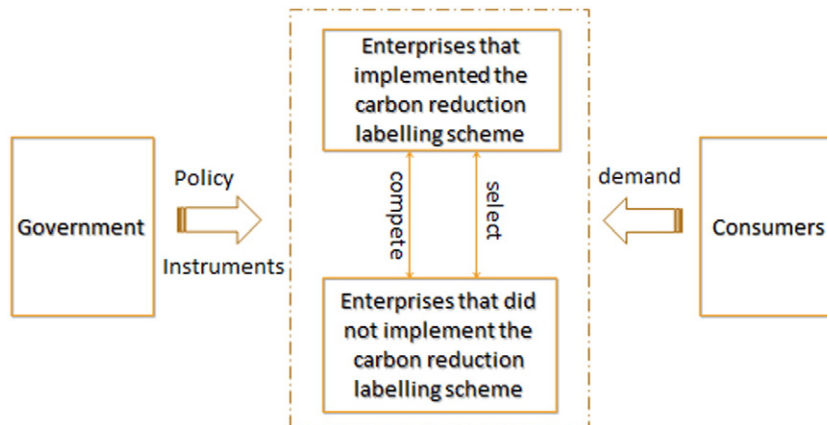 Enterprises that
implemented the
carbon reduction
labelling scheme
Government
Policy
Instruments
compete
select
demand
Consumers
Enterprises that did
not implement the
carbon reduction
labelling scheme